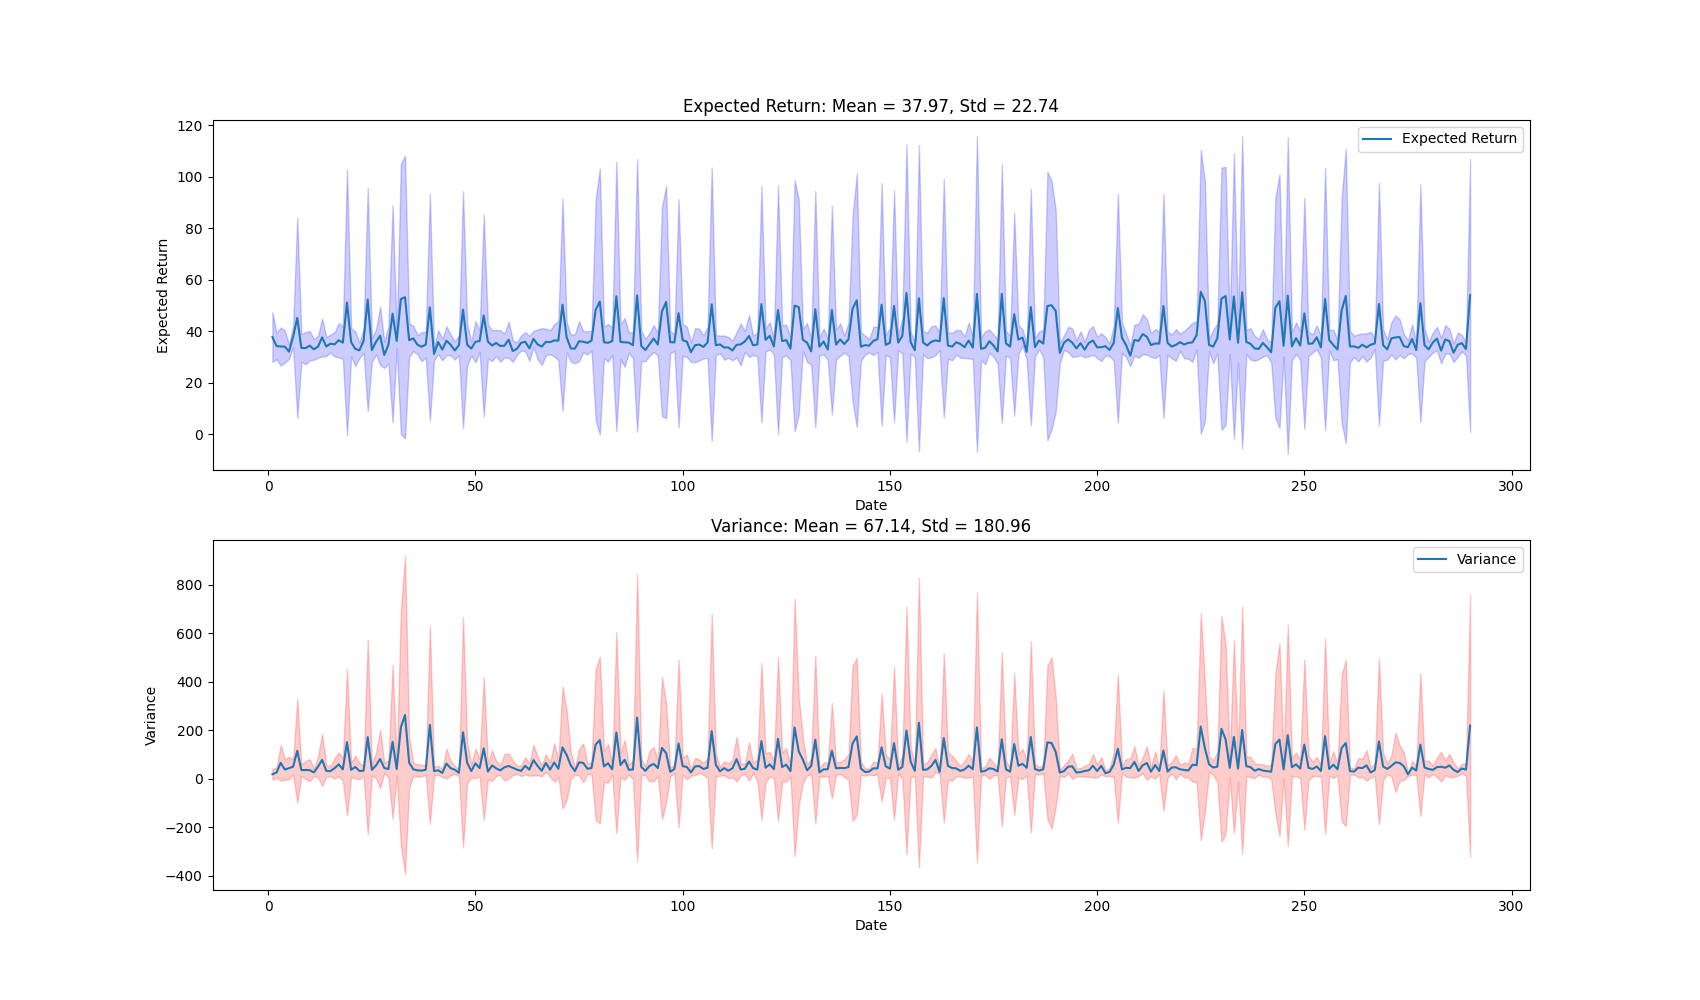 Expected Return: Mean = 37.97, Std = 22.74
Expected Return
120
100
80
60
40
20
0
Expected Return
0 50 100 150 200 250 300
Date
Variance: Mean = 67.14, Std = 180.96
Variance
800
600
400
200
0
−200
−400
Variance
0 50 100 150 200 250 300
Date